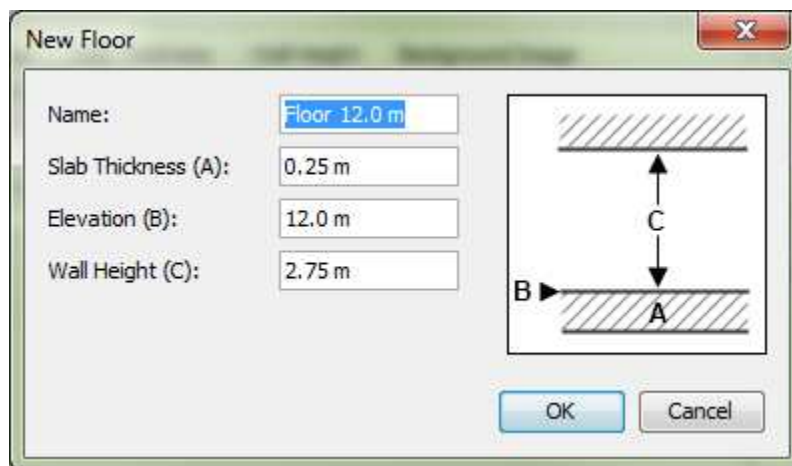 New Floor
Name: Floor 12.0 m
Slab Thickness (A): 0.25 m
Elevation (B): 12.0 m
Wall Height (C): 2.75 m
C
B
A
OK Cancel